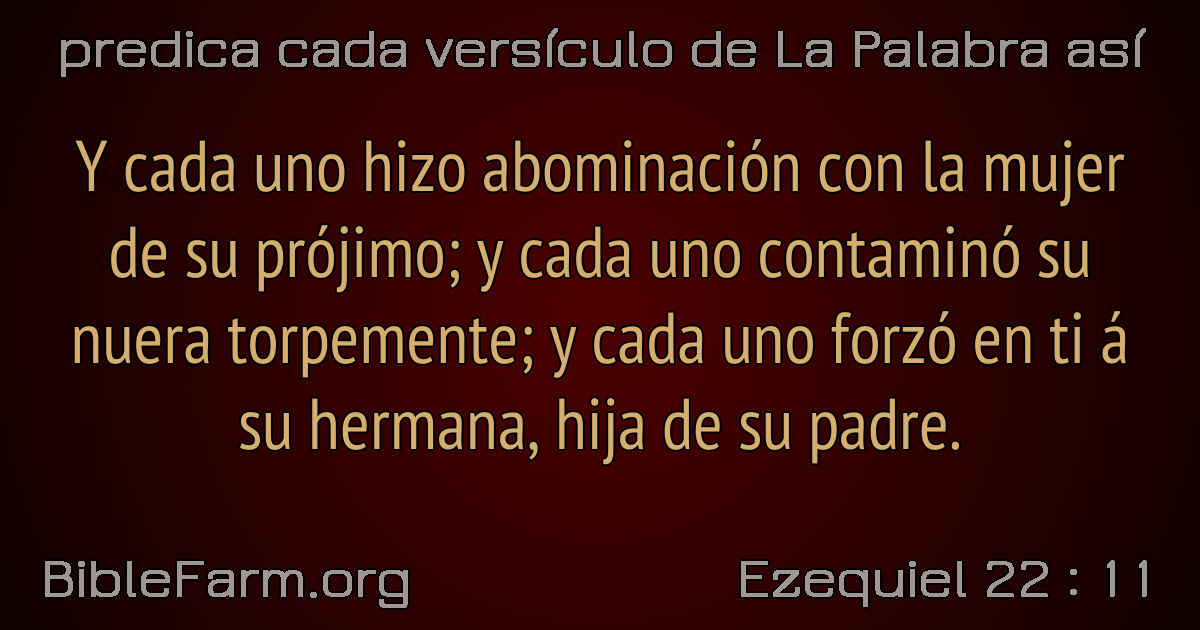 predica cada versículo de La Palabra así
Y cada uno hizo abominación con la mujer
de su prójimo; y cada uno contaminó su
nuera torpemente; y cada uno forzó en ti á
su hermana, hija de su padre.
BibleFarm.org
Ezequiel 22 : 11